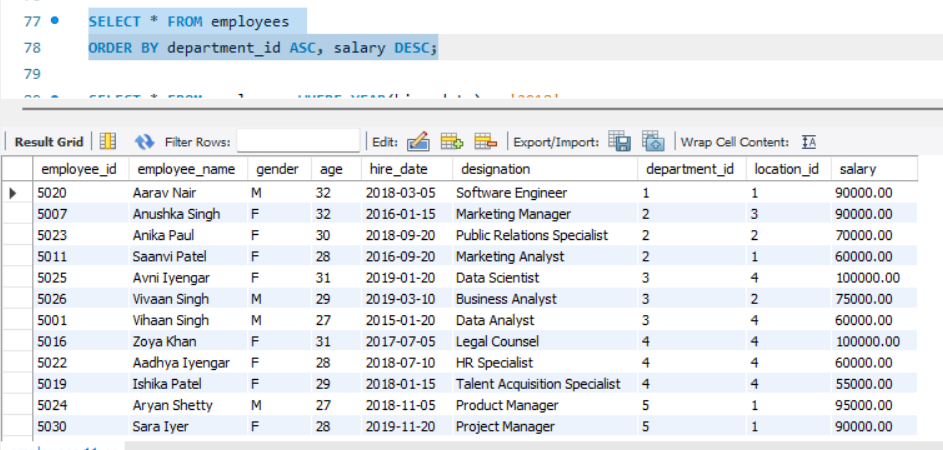 77 SELECT * FROM employees
78 ORDER BY department_id ASC, salary DESC;
79
Result Grid Filter Rows: Edit: Export/Import: Wrap Cell Content: IA
employee_id employee_name gender age hire_date designation department_id location_id salary
5020 Aarav Nair M 32 2018-03-05 Software Engineer 1 1 90000.00
5007 Anushka Singh F 32 2016-01-15 Marketing Manager 2 3 90000.00
5023 Anika Paul F 30 2018-09-20 Public Relations Specialist 2 2 70000.00
5011 Saanvi Patel F 28 2016-09-20 Marketing Analyst 2 1 60000.00
5025 Avni Iyengar F 31 2019-01-20 Data Scientist 3 4 100000.00
5026 Vivaan Singh M 29 2019-03-10 Business Analyst 3 2 75000.00
5001 Vihaan Singh M 27 2015-01-20 Data Analyst 3 4 60000.00
5016 Zoya Khan F 31 2017-07-05 Legal Counsel 4 4 100000.00
5022 Aadhya Iyengar F 28 2018-07-10 HR Specialist 4 4 60000.00
5019 Ishika Patel F 29 2018-01-15 Talent Acquisition Specialist 4 4 55000.00
5024 Aryan Shetty M 27 2018-11-05 Product Manager 5 1 95000.00
5030 Sara Iyer F 28 2019-11-20 Project Manager 5 1 90000.00